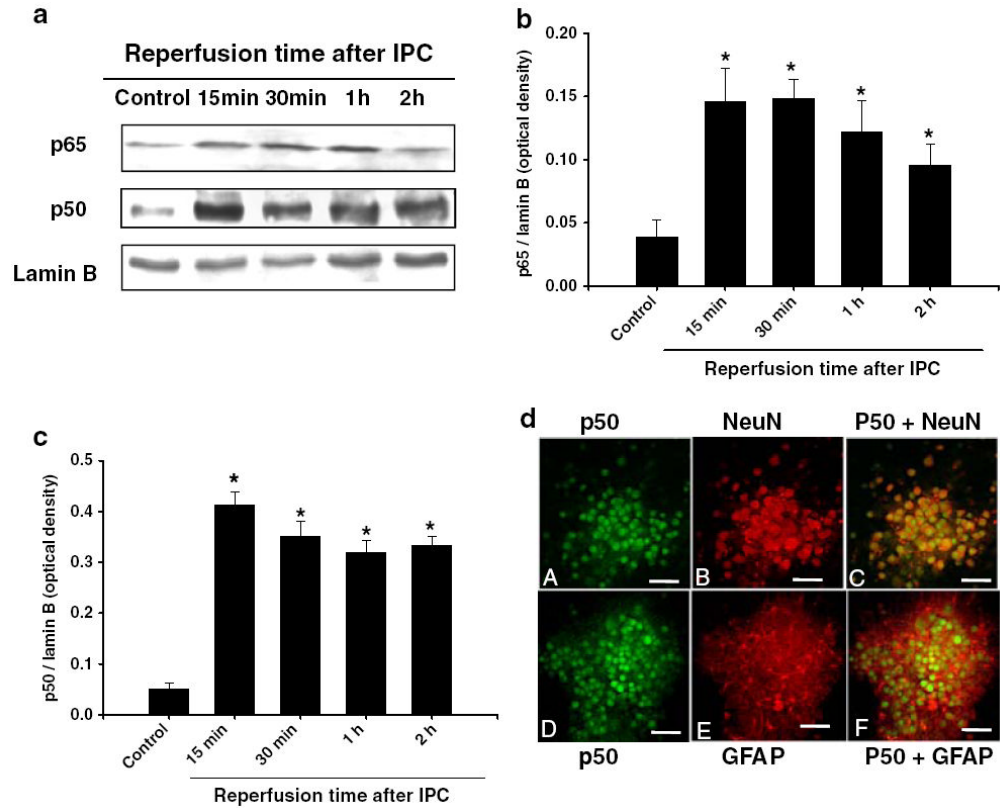 a
Reperfusion time after IPC
Control 15min 30min 1h 2h
p65
p50
Lamin B
b
p65 / lamin B (optical density)
0.20
0.15
0.10
0.05
0.00
* * * *
Control 15 min 30 min 1 h 2 h
Reperfusion time after IPC
c
p50 / lamin B (optical density)
0.5
0.4
0.3
0.2
0.1
0.0
* * * *
Control 15 min 30 min 1 h 2 h
Reperfusion time after IPC
d
p50 NeuN P50 + NeuN
A B C
D E F
p50 GFAP P50 + GFAP